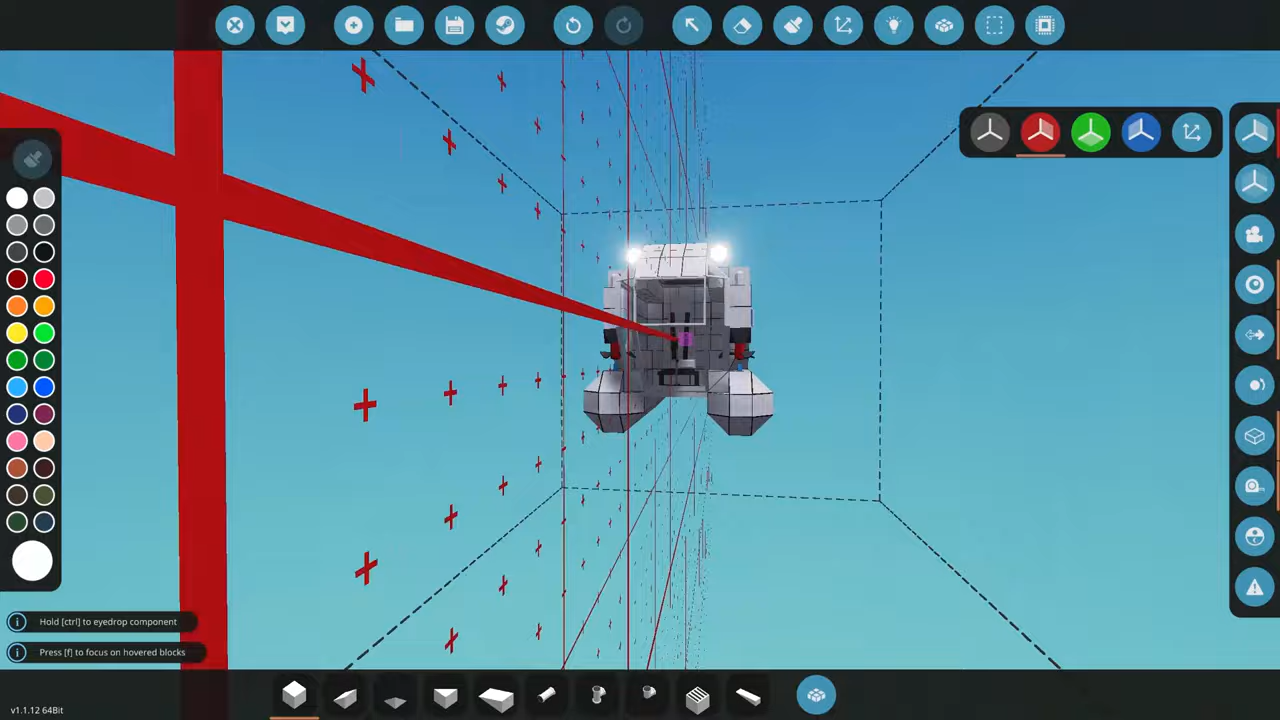 Hold [ctrl] to eyedrop component
Press [f] to focus on hovered blocks
v1.1.12 64Bit